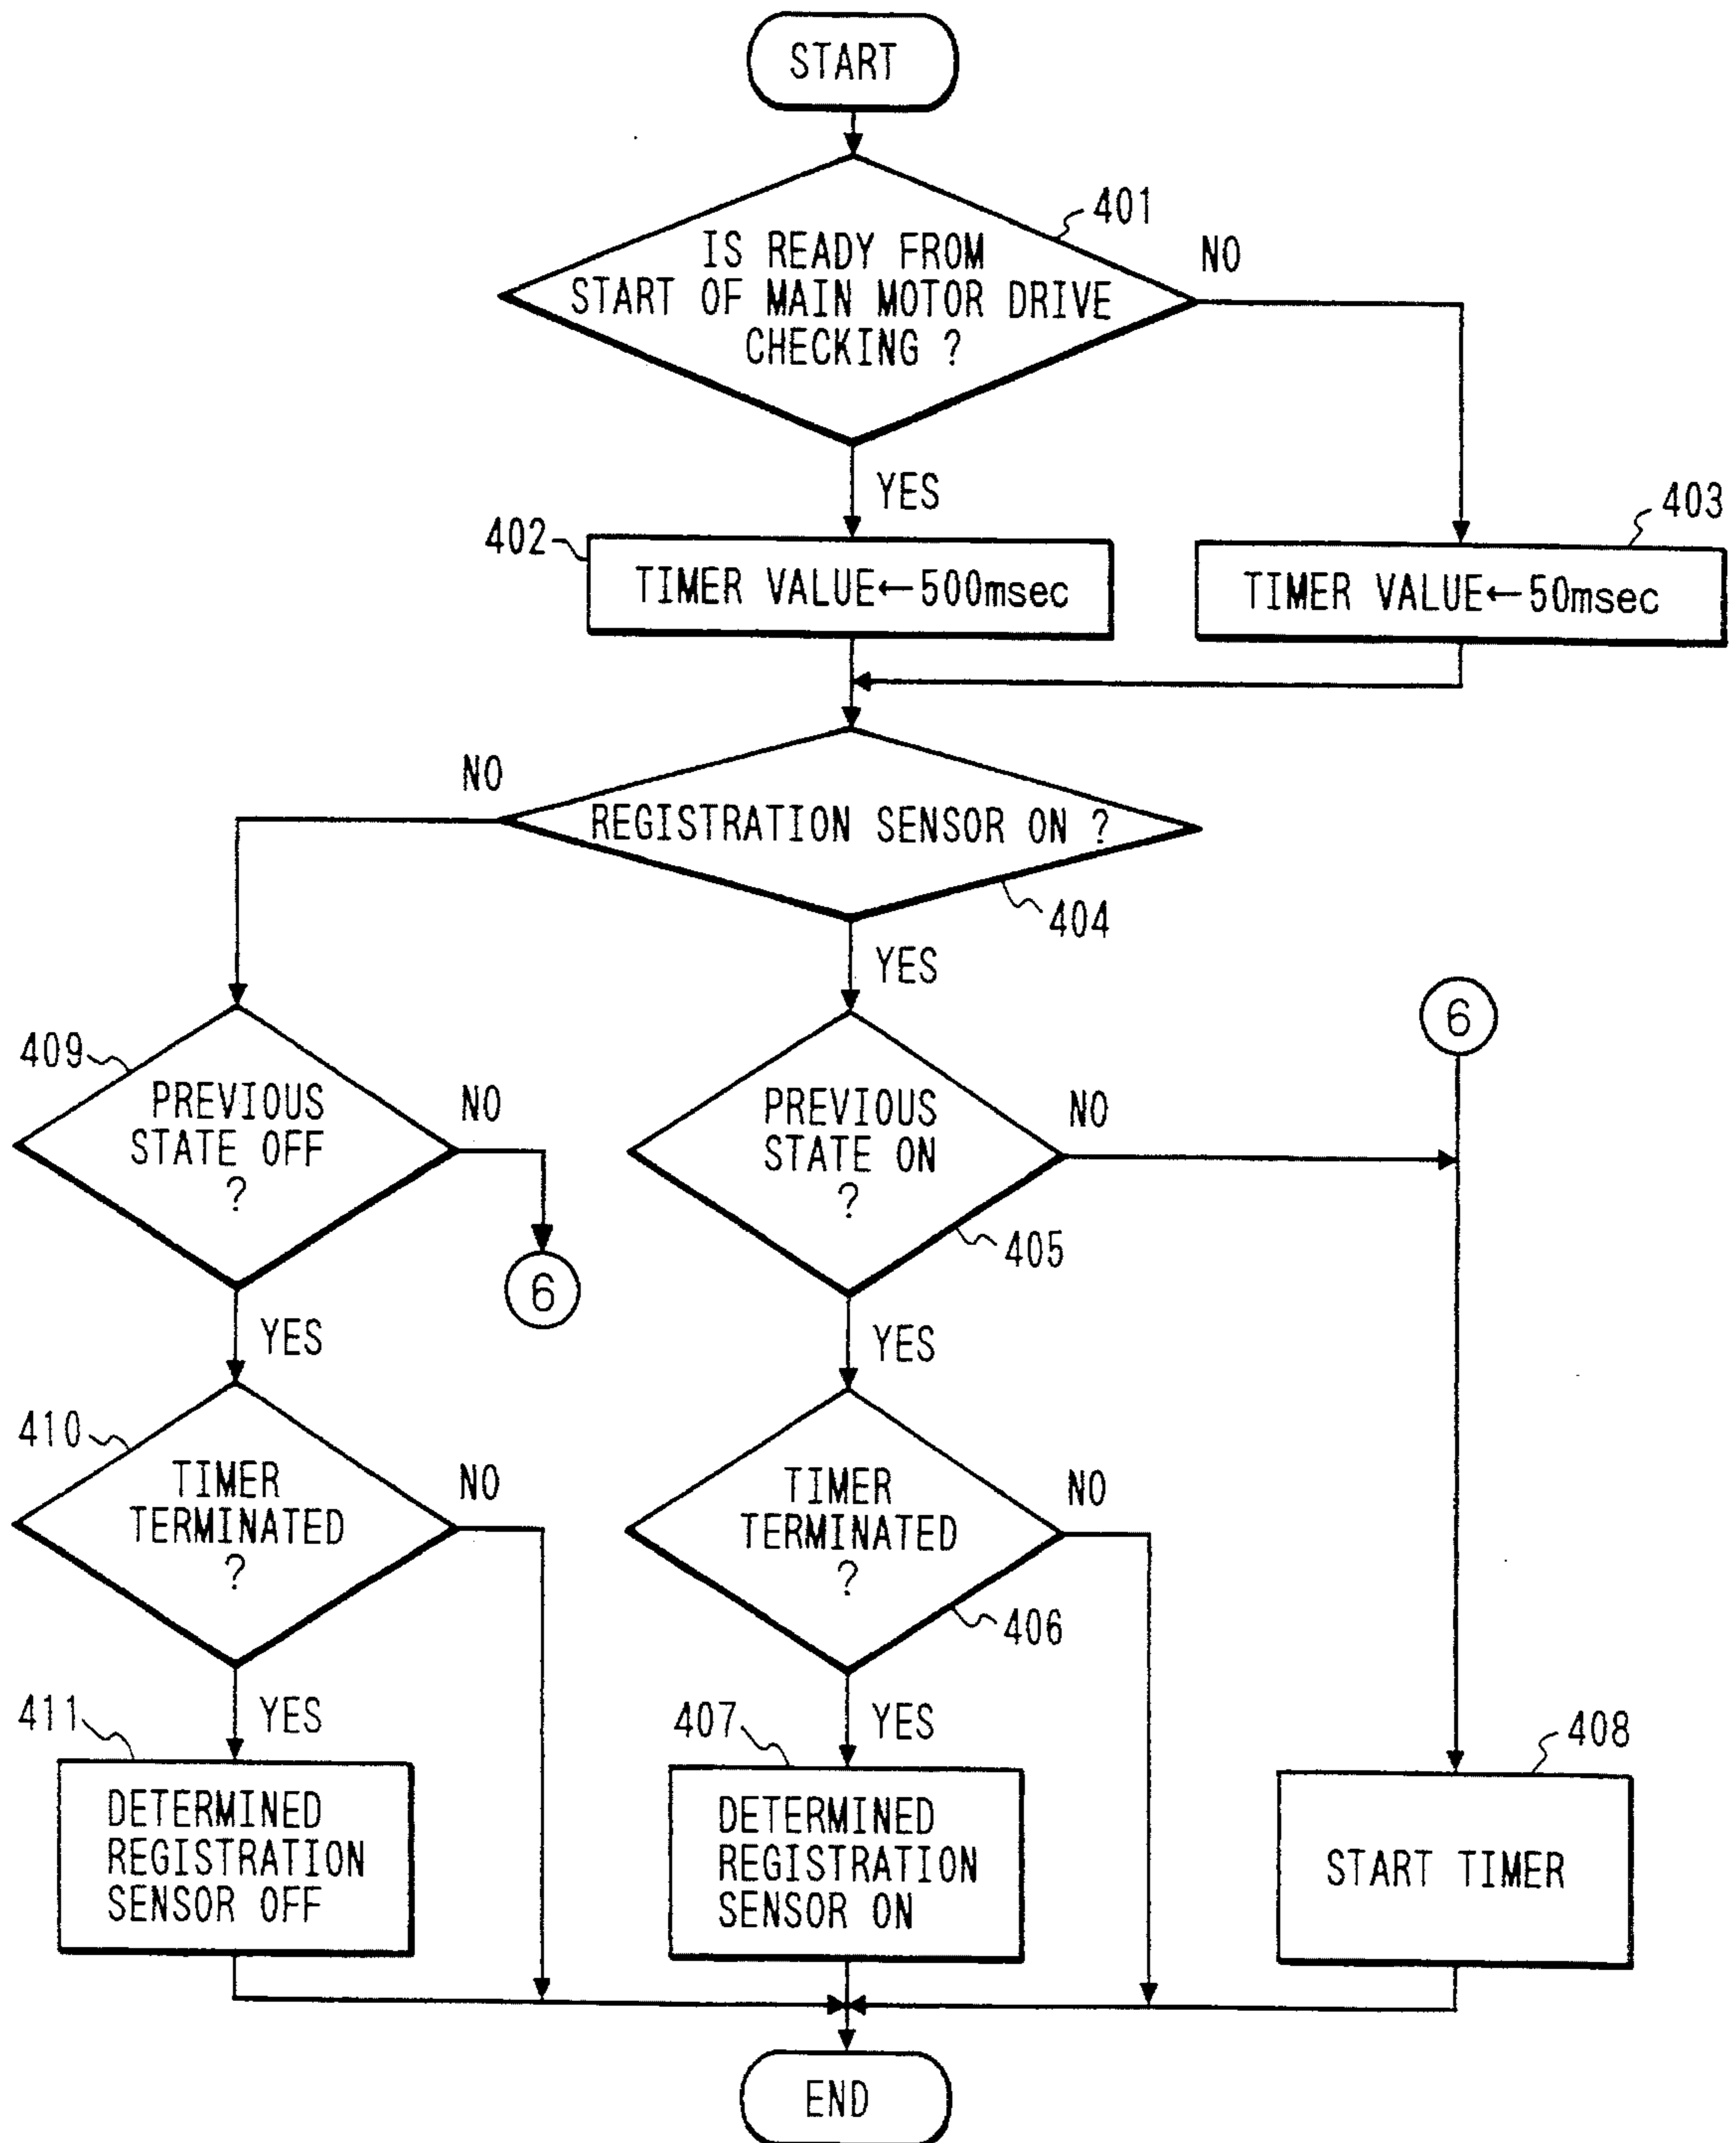 START
401
IS READY FROM
START OF MAIN MOTOR DRIVE
CHECKING ?
NO
YES
402
TIMER VALUE←500msec
403
TIMER VALUE←50msec
NO
REGISTRATION SENSOR ON ?
404
YES
6
409
PREVIOUS
STATE OFF
?
NO
6
YES
PREVIOUS
STATE ON
?
NO
405
YES
410
TIMER
TERMINATED
?
NO
YES
TIMER
TERMINATED
?
NO
406
YES
411
DETERMINED
REGISTRATION
SENSOR OFF
407
DETERMINED
REGISTRATION
SENSOR ON
408
START TIMER
END